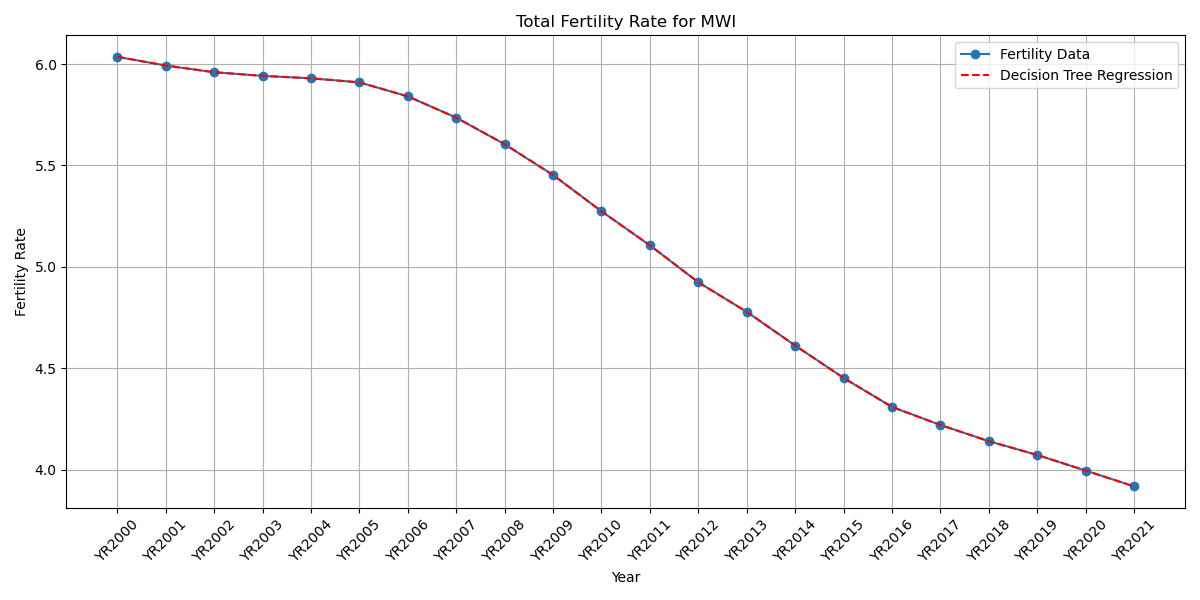 Total Fertility Rate for MWI
Fertility Data
Decision Tree Regression
Fertility Rate
6.0
5.5
5.0
4.5
4.0
YR2000
YR2001
YR2002
YR2003
YR2004
YR2005
YR2006
YR2007
YR2008
YR2009
YR2010
YR2011
YR2012
YR2013
YR2014
YR2015
YR2016
YR2017
YR2018
YR2019
YR2020
YR2021
Year